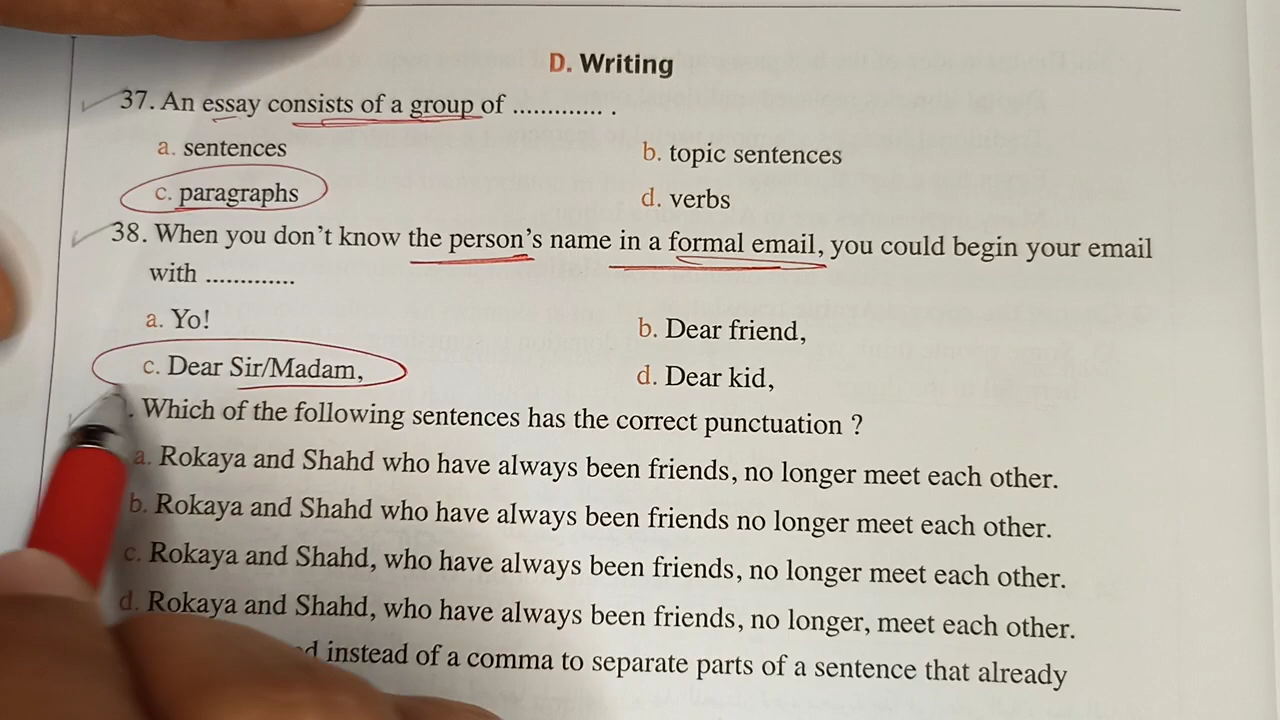 D. Writing
37. An essay consists of a group of ............. .
a. sentences
b. topic sentences
c. paragraphs
d. verbs
38. When you don't know the person's name in a formal email, you could begin your email
with .............
a. Yo!
b. Dear friend,
c. Dear Sir/Madam,
d. Dear kid,
. Which of the following sentences has the correct punctuation ?
a. Rokaya and Shahd who have always been friends, no longer meet each other.
b. Rokaya and Shahd who have always been friends no longer meet each other.
c. Rokaya and Shahd, who have always been friends, no longer meet each other.
d. Rokaya and Shahd, who have always been friends, no longer, meet each other.
instead of a comma to separate parts of a sentence that already